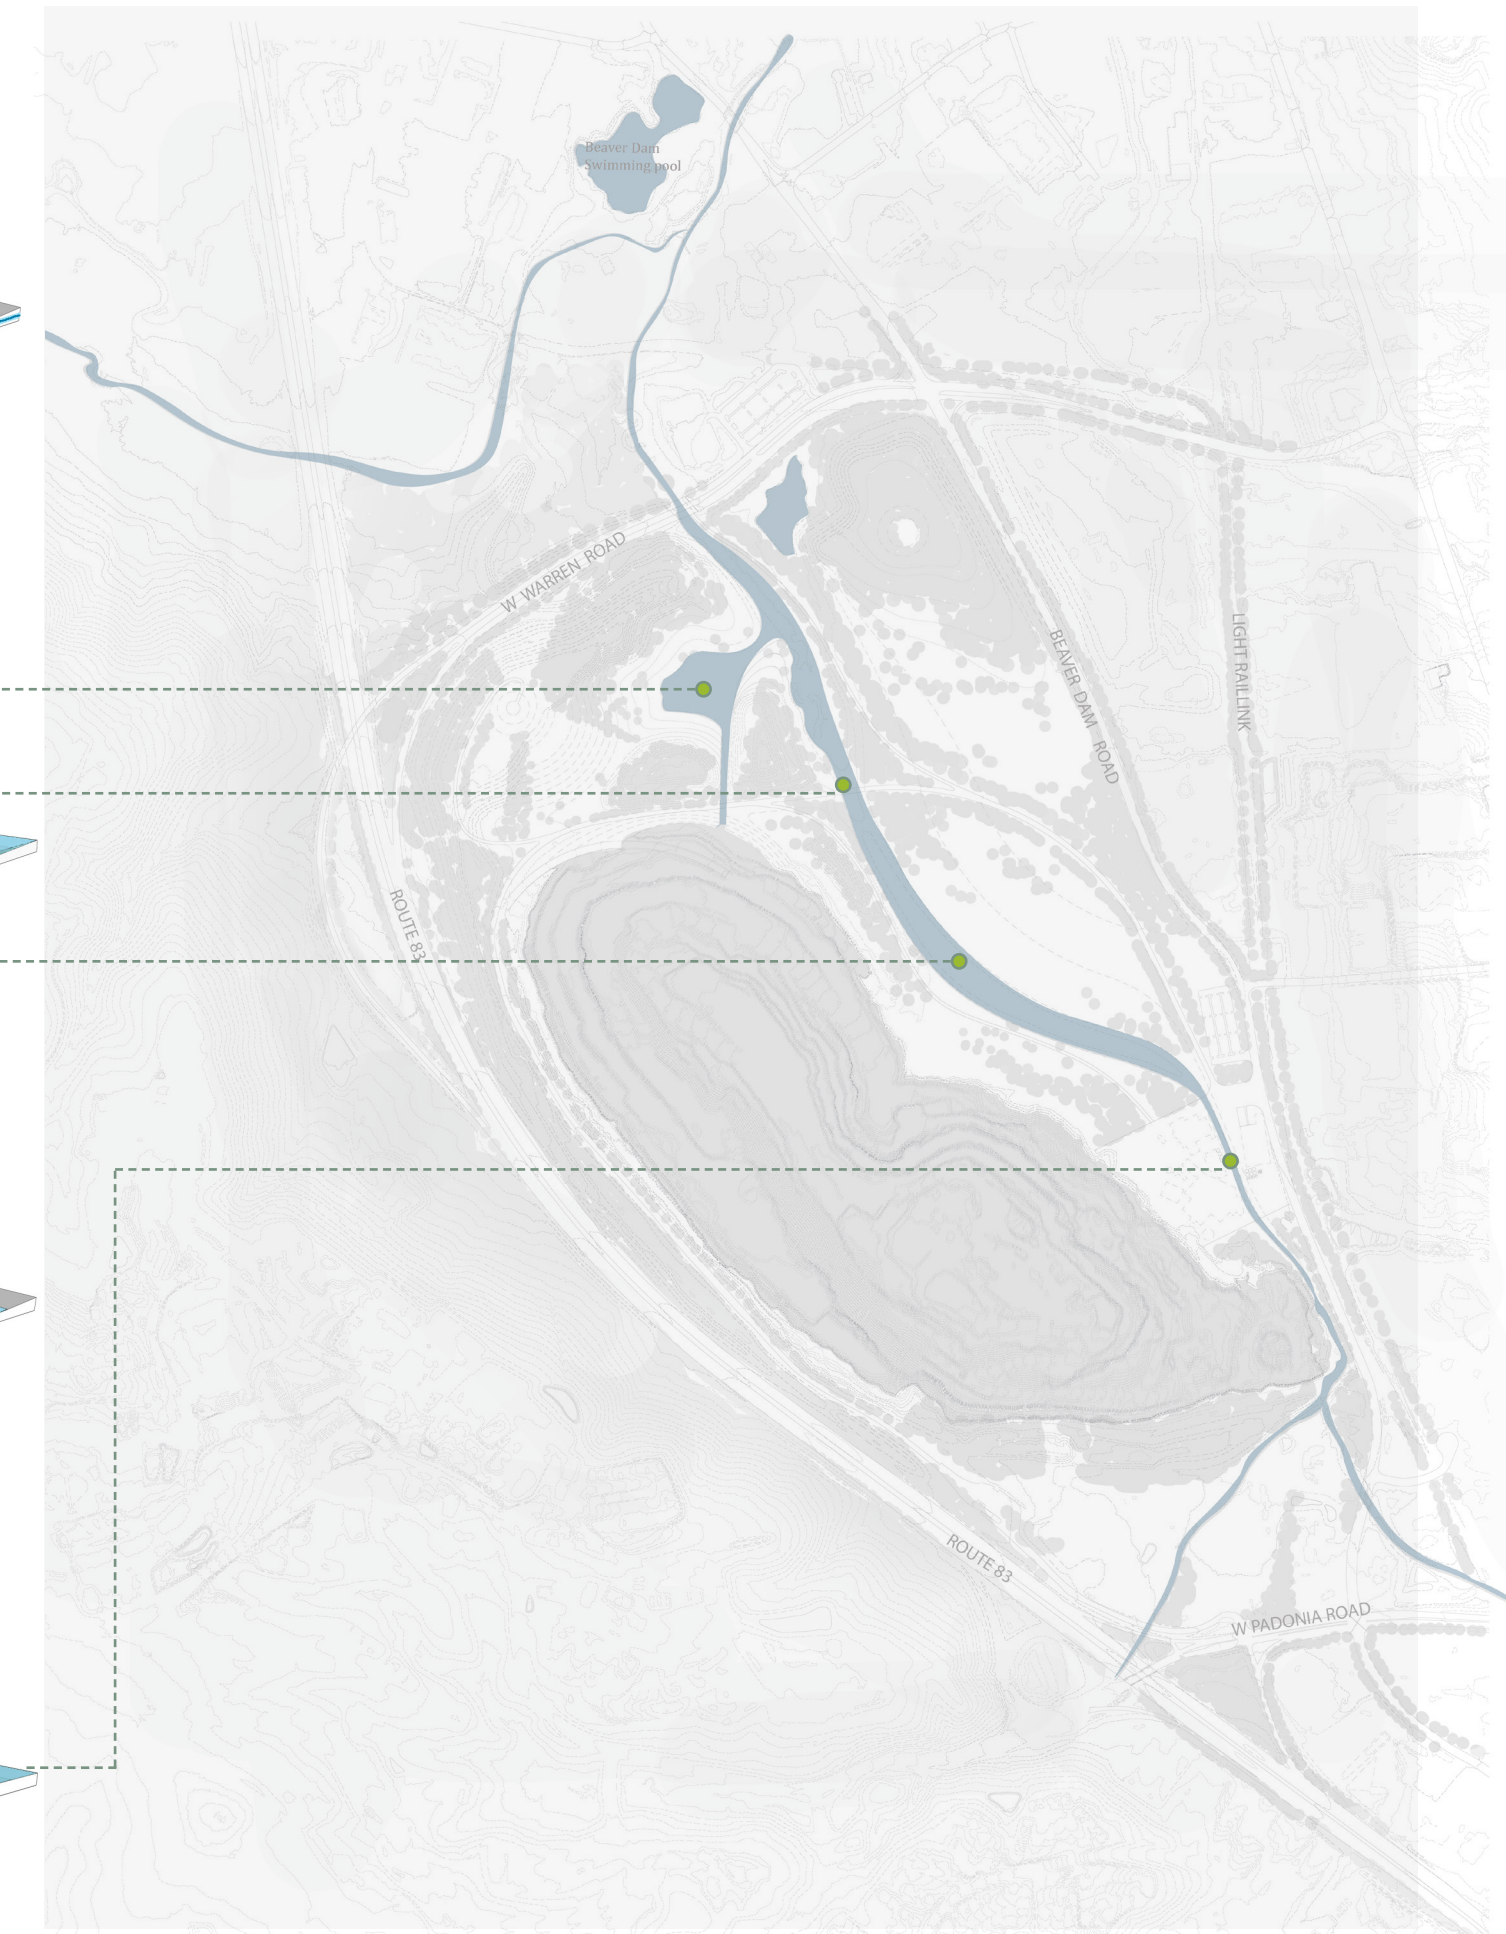 Beaver Dam
Swimming pool
W WARREN ROAD
BEAVER DAM ROAD
LIGHT RAILLINK
ROUTE 83
ROUTE 83
W PADONIA ROAD